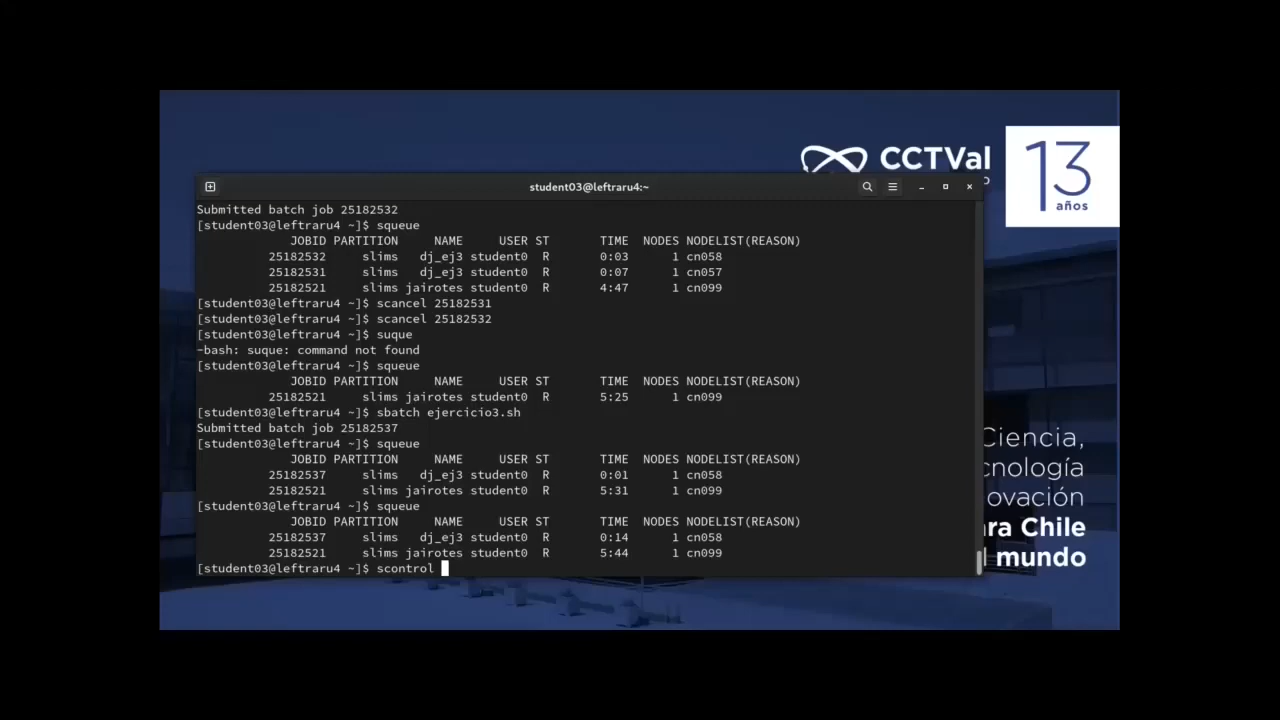 CCTVal
13
años
student03@leftraru4:~
Submitted batch job 25182532
[student03@leftraru4 ~]$ squeue
JOBID PARTITION NAME USER ST TIME NODES NODELIST(REASON)
25182532 slims dj_ej3 student0 R 0:03 1 cn058
25182531 slims dj_ej3 student0 R 0:07 1 cn057
25182521 slims jairotes student0 R 4:47 1 cn099
[student03@leftraru4 ~]$ scancel 25182531
[student03@leftraru4 ~]$ scancel 25182532
[student03@leftraru4 ~]$ suque
-bash: suque: command not found
[student03@leftraru4 ~]$ squeue
JOBID PARTITION NAME USER ST TIME NODES NODELIST(REASON)
25182521 slims jairotes student0 R 5:25 1 cn099
[student03@leftraru4 ~]$ sbatch ejercicio3.sh
Submitted batch job 25182537
[student03@leftraru4 ~]$ squeue
JOBID PARTITION NAME USER ST TIME NODES NODELIST(REASON)
25182537 slims dj_ej3 student0 R 0:01 1 cn058
25182521 slims jairotes student0 R 5:31 1 cn099
[student03@leftraru4 ~]$ squeue
JOBID PARTITION NAME USER ST TIME NODES NODELIST(REASON)
25182537 slims dj_ej3 student0 R 0:14 1 cn058
25182521 slims jairotes student0 R 5:44 1 cn099
[student03@leftraru4 ~]$ scontrol
Ciencia,
cnología
ovación
ra Chile
mundo